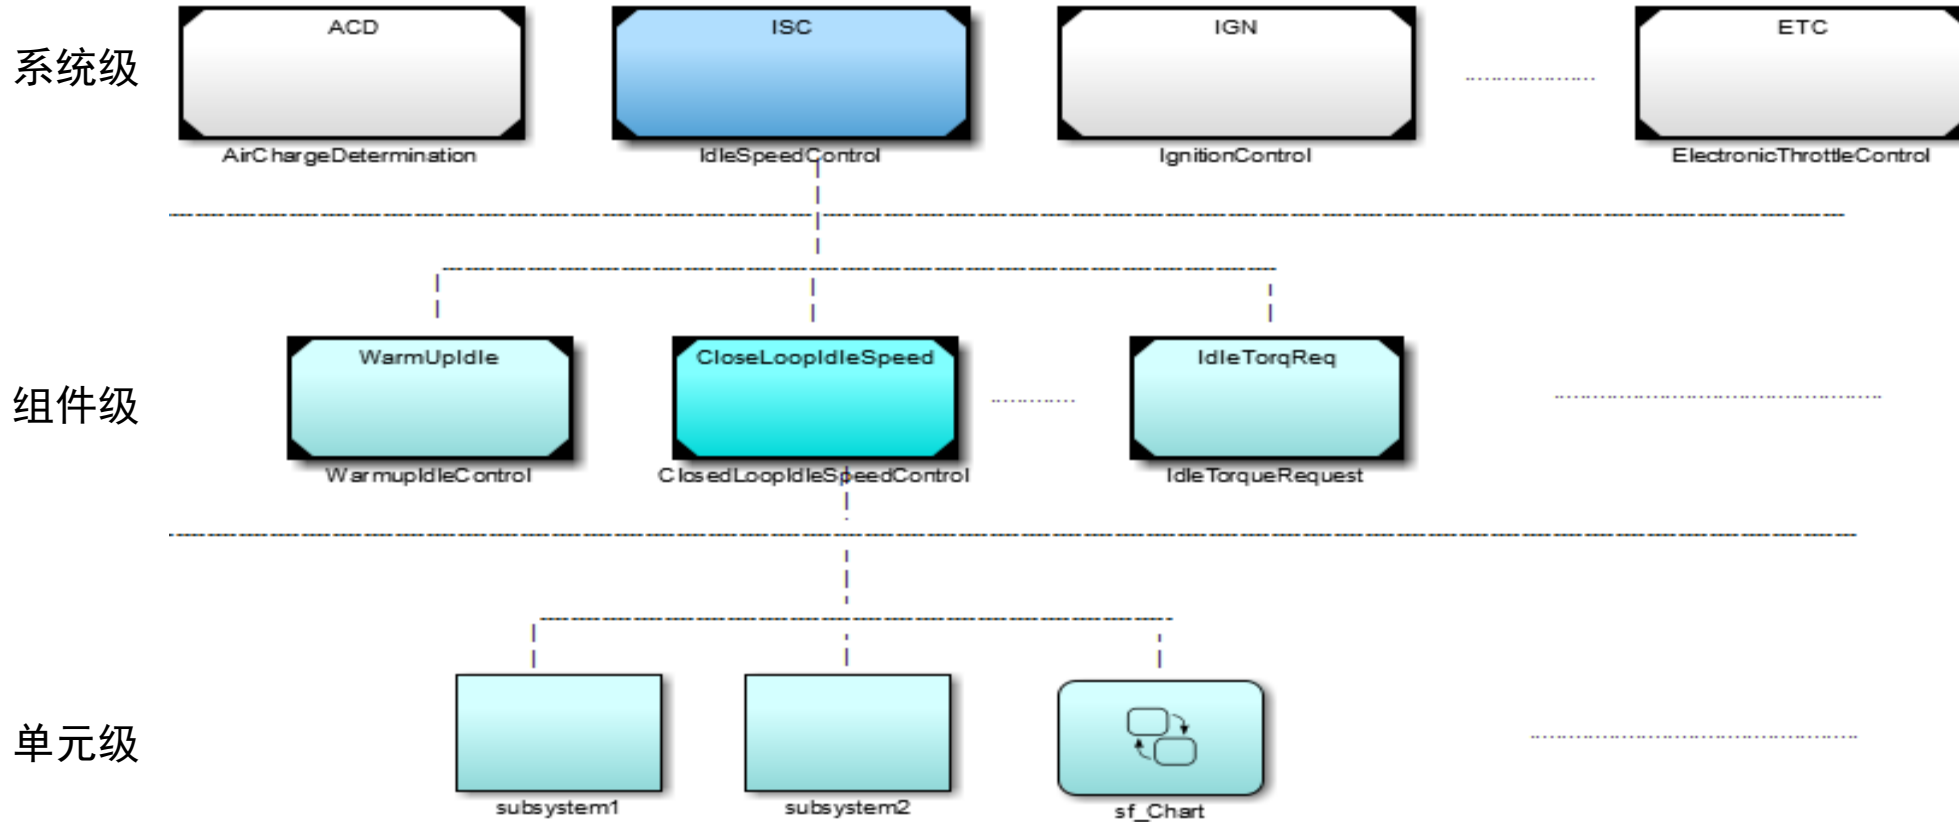 系统级
ACD
ISC
IGN
ETC
AirChargeDetermination
IdleSpeedControl
IgnitionControl
ElectronicThrottleControl
组件级
WarmUpIdle
CloseLoopIdleSpeed
IdleTorqReq
WarmupIdleControl
ClosedLoopIdleSpeedControl
IdleTorqueRequest
单元级
subsystem1
subsystem2
sf_Chart